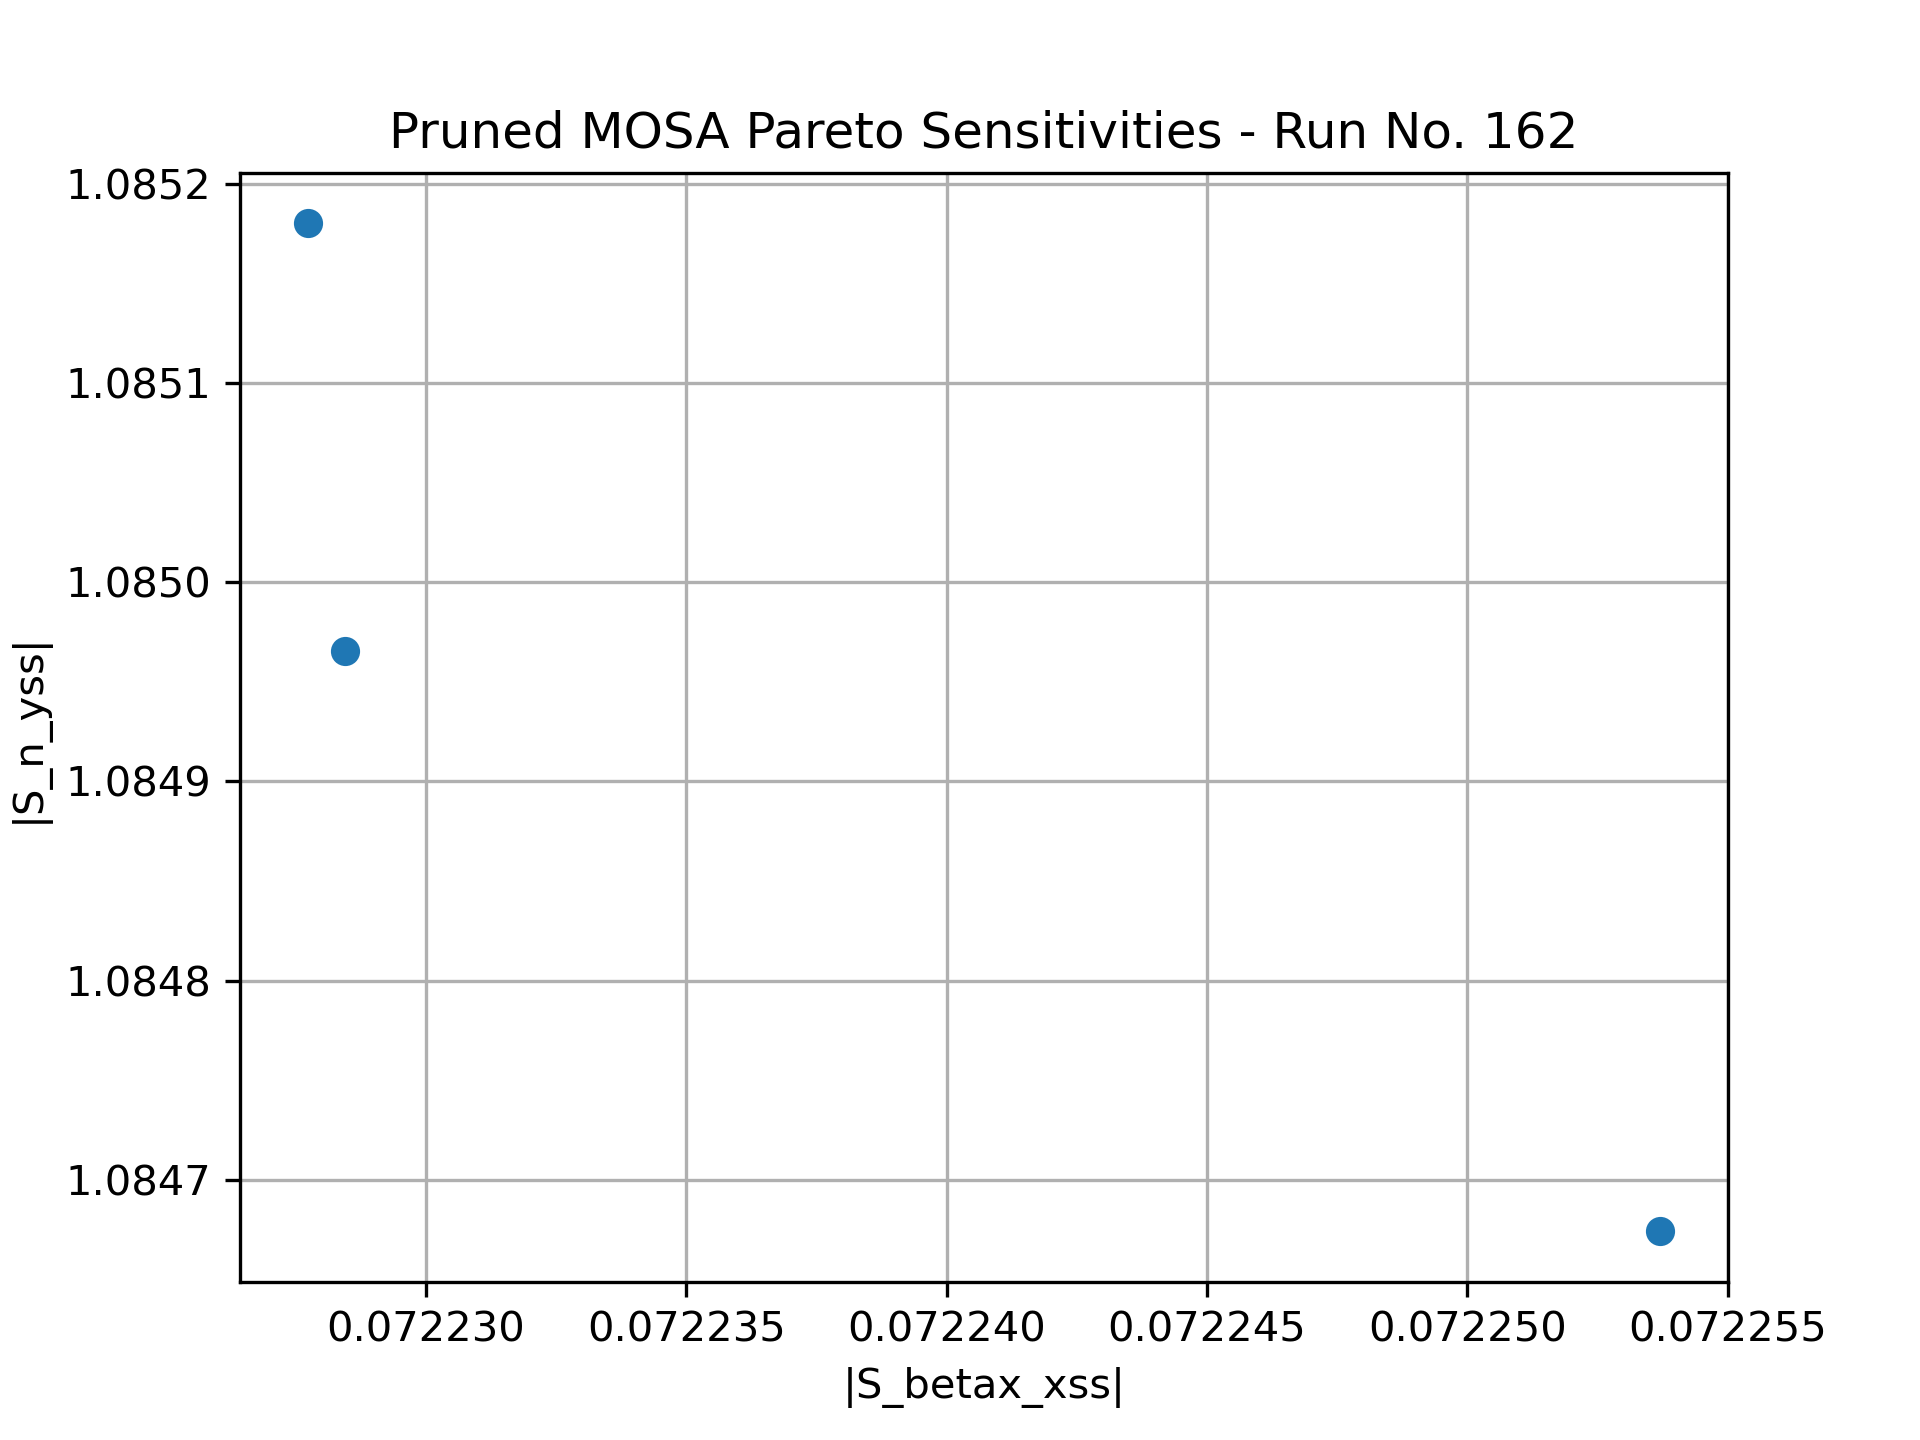 Pruned MOSA Pareto Sensitivities - Run No. 162
1.0852
1.0851
1.0850
1.0849
1.0848
1.0847
|S_n_yss|
0.072230 0.072235 0.072240 0.072245 0.072250 0.072255
|S_betax_xss|